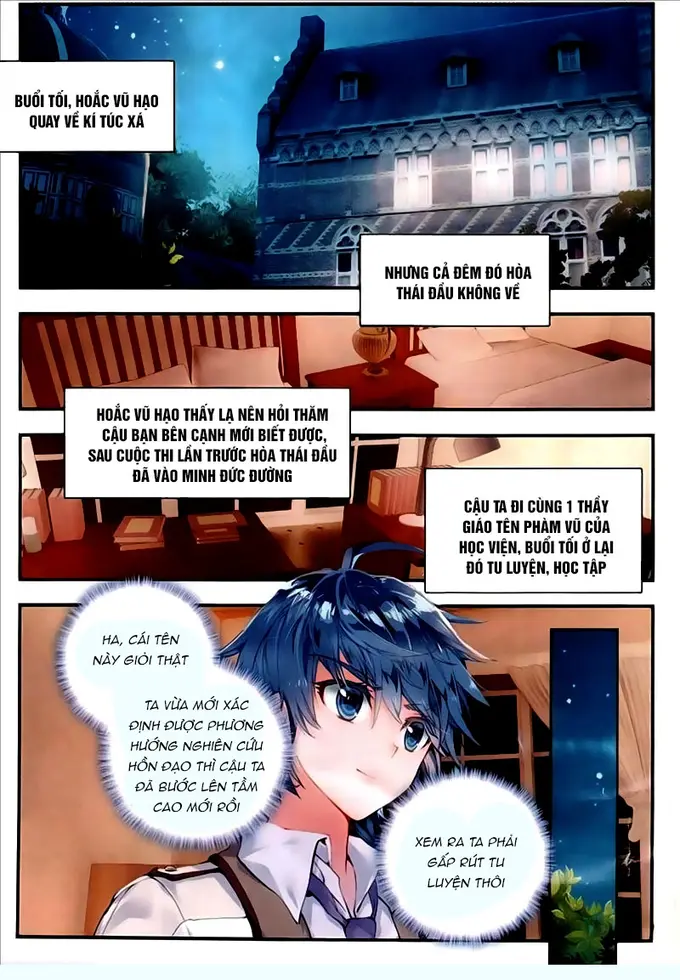 BUỔI TỐI, HOẮC VŨ HẠO
QUAY VỀ KÍ TÚC XÁ
NHƯNG CẢ ĐÊM ĐÓ HÒA
THÁI ĐẦU KHÔNG VỀ
HOẮC VŨ HẠO THẤY LẠ NÊN HỎI THĂM
CẬU BẠN BÊN CẠNH MỚI BIẾT ĐƯỢC,
SAU CUỘC THI LẦN TRƯỚC HÒA THÁI ĐẦU
ĐÃ VÀO MINH ĐỨC ĐƯỜNG
CẬU TA ĐI CÙNG 1 THẦY
GIÁO TÊN PHÀM VŨ CỦA
HỌC VIỆN, BUỔI TỐI Ở LẠI
ĐÓ TU LUYỆN, HỌC TẬP
HA, CÁI TÊN
NÀY GIỎI THẬT
TA VỪA MỚI XÁC
ĐỊNH ĐƯỢC PHƯƠNG
HƯỚNG NGHIÊN CỨU
HỒN ĐẠO THÌ CẬU TA
ĐÃ BƯỚC LÊN TẦM
CAO MỚI RỒI
XEM RA TA PHẢI
GẤP RÚT TU
LUYỆN THÔI